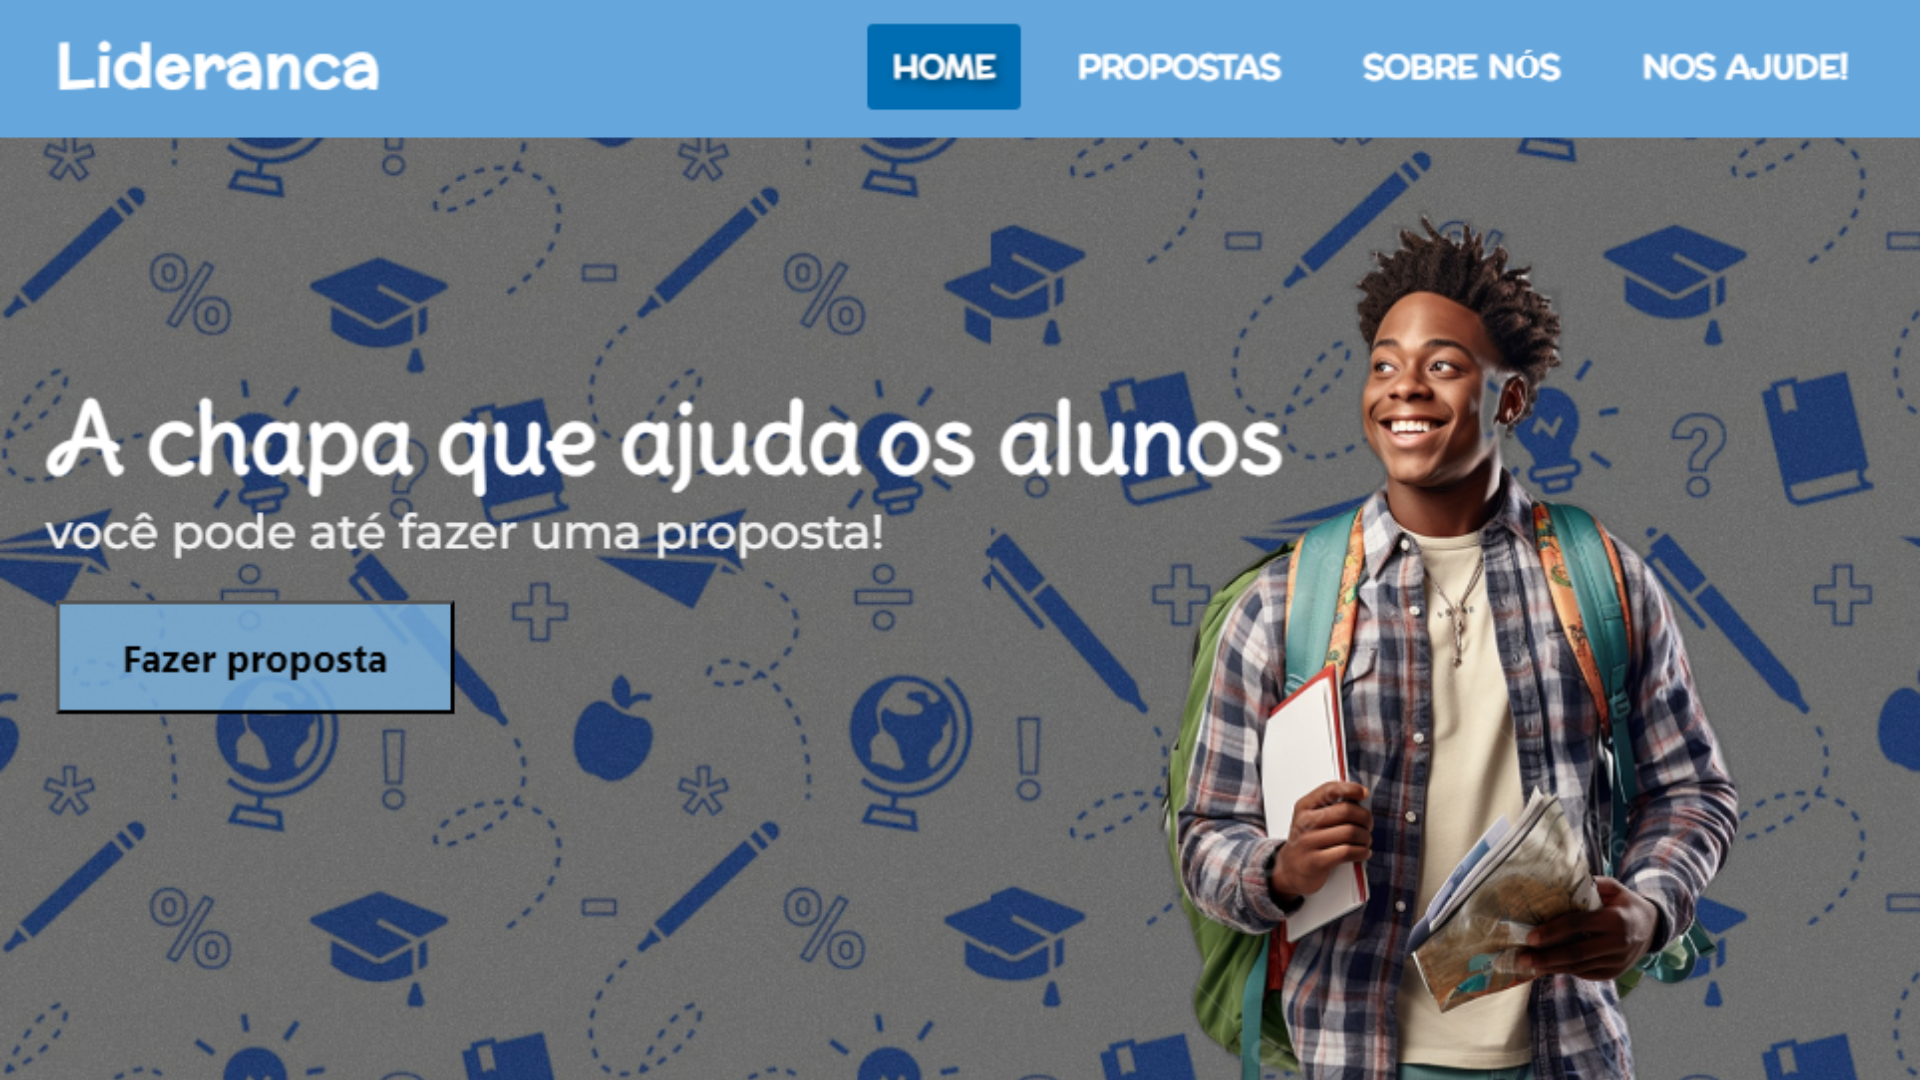 Lideranca
HOME PROPOSTAS SOBRE NÓS NOS AJUDE!
A chapa que ajuda os alunos
você pode até fazer uma proposta!
Fazer proposta